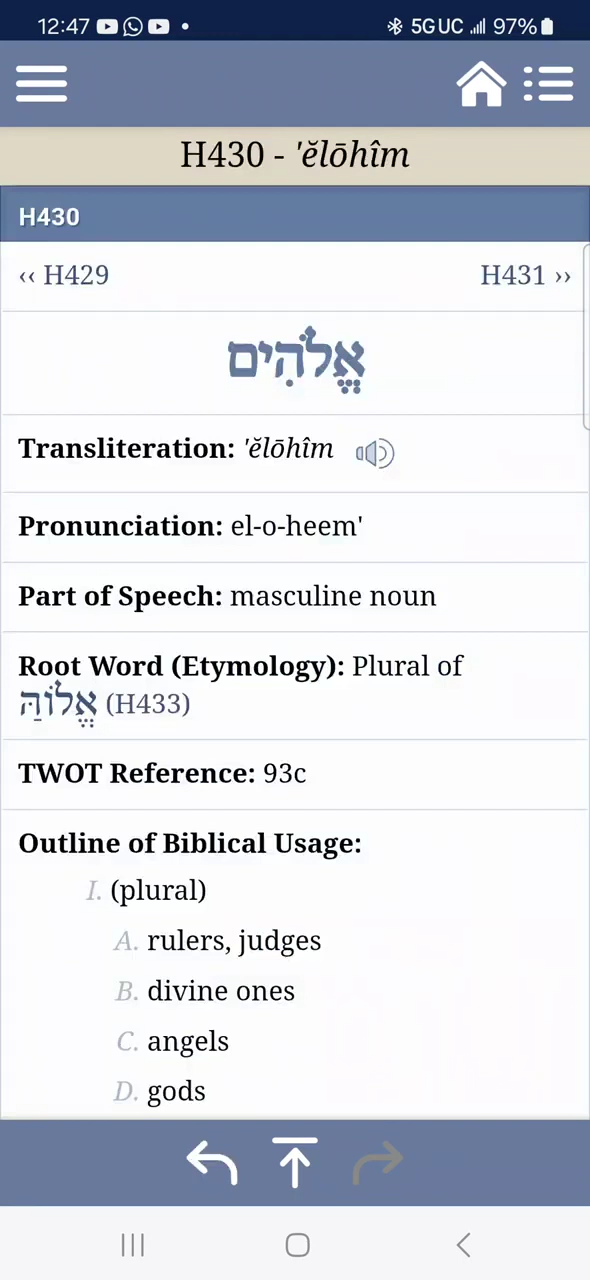 12:47 5G UC 97%
H430 - 'ĕlōhîm
H430
‹‹ H429 H431 ››
אֱלֹהִים
Transliteration: 'ĕlōhîm
Pronunciation: el-o-heem'
Part of Speech: masculine noun
Root Word (Etymology): Plural of
אֱלוֹהַּ (H433)
TWOT Reference: 93c
Outline of Biblical Usage:
I. (plural)
A. rulers, judges
B. divine ones
C. angels
D. gods